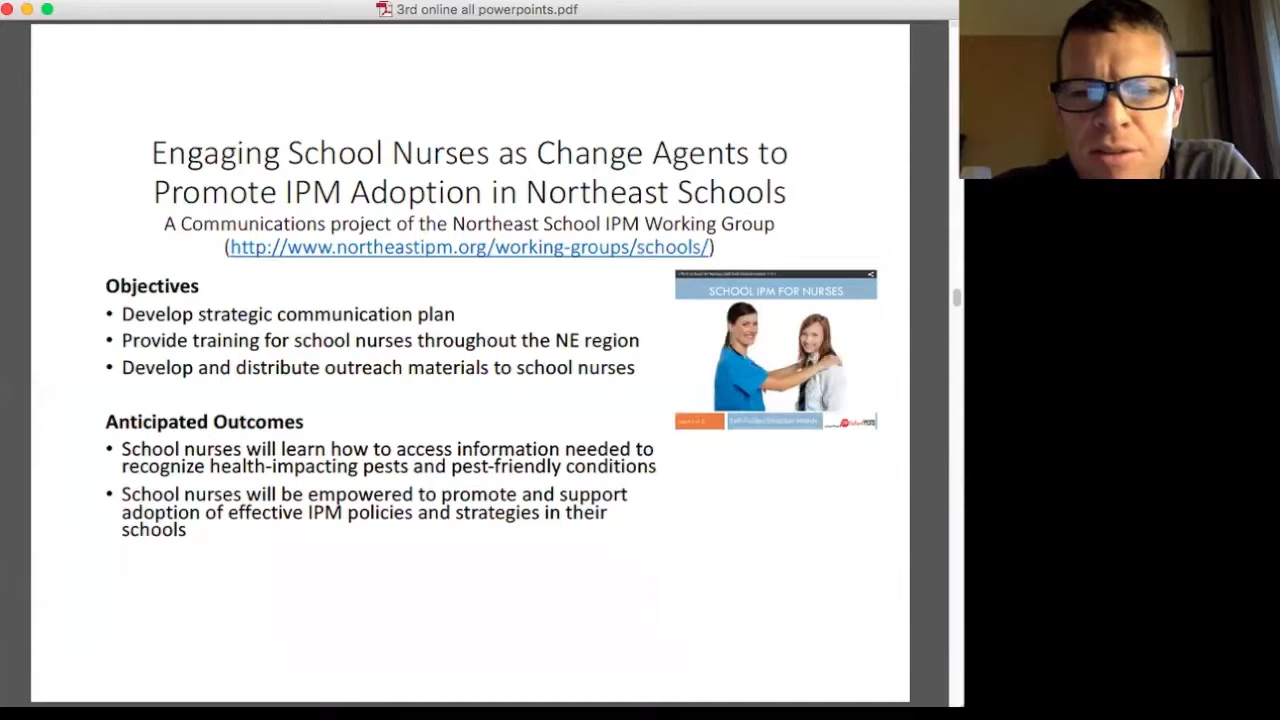 3rd online all powerpoints.pdf
Engaging School Nurses as Change Agents to
Promote IPM Adoption in Northeast Schools
A Communications project of the Northeast School IPM Working Group
(http://www.northeastipm.org/working-groups/schools/)
Objectives
• Develop strategic communication plan
• Provide training for school nurses throughout the NE region
• Develop and distribute outreach materials to school nurses
Anticipated Outcomes
• School nurses will learn how to access information needed to
recognize health-impacting pests and pest-friendly conditions
• School nurses will be empowered to promote and support
adoption of effective IPM policies and strategies in their
schools
SCHOOL IPM FOR NURSES